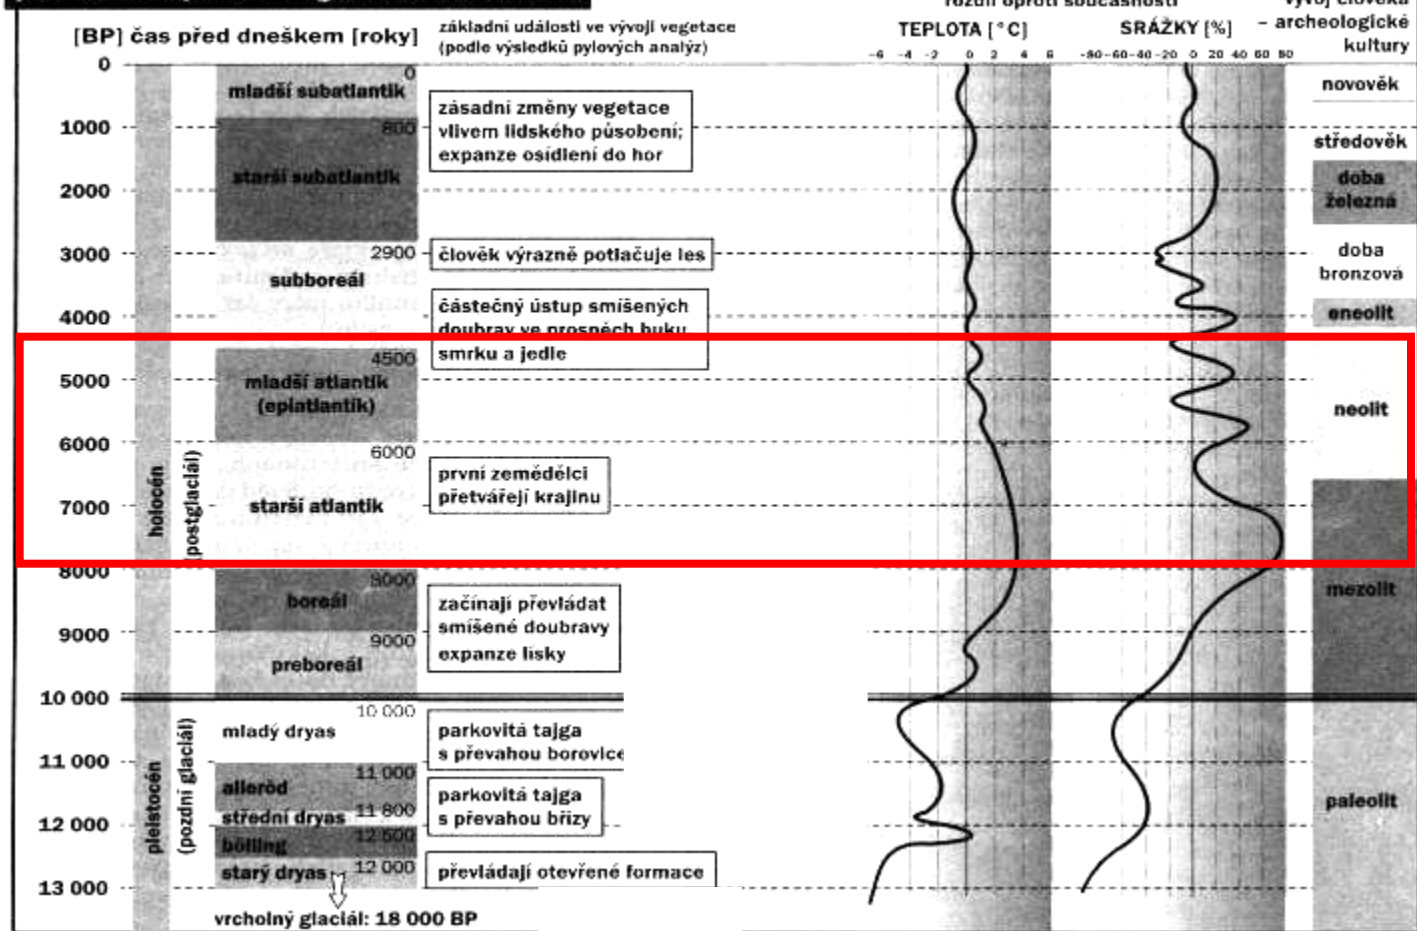 [BP] čas před dneškem [roky]
základní události ve vývoji vegetace
(podle výsledků pylových analýz)
rozdíl oproti současnosti
TEPLOTA [°C]
-6 -4 -2 0 2 4 6
SRÁŽKY [%]
-80 -60 -40 -20 0 20 40 60 80
vývoj člověka
– archeologické
kultury
0
1000
2000
3000
4000
5000
6000
7000
8000
9000
10 000
11 000
12 000
13 000
holocén
(postglaciál)
pleistocén
(pozdní glaciál)
0
mladší subatlantik
800
starší subatlantik
2900
subboreál
4500
mladší atlantik
(epiatlantik)
6000
starší atlantik
8000
boreál
9000
preboreál
10 000
mladý dryas
11 000
alleröd
střední dryas 11 800
bölling
starý dryas 12 000
vrcholný glaciál: 18 000 BP
zásadní změny vegetace
vlivem lidského působení;
expanze osídlení do hor
člověk výrazně potlačuje les
částečný ústup smíšených
doubrav ve prospěch buku,
smrku a jedle
první zemědělci
přetvářejí krajinu
začínají převládat
smíšené doubravy
expanze lísky
parkovitá tajga
s převahou borovice
parkovitá tajga
s převahou břízy
převládají otevřené formace
novověk
středověk
doba
železná
doba
bronzová
eneolit
neolit
mezolit
paleolit